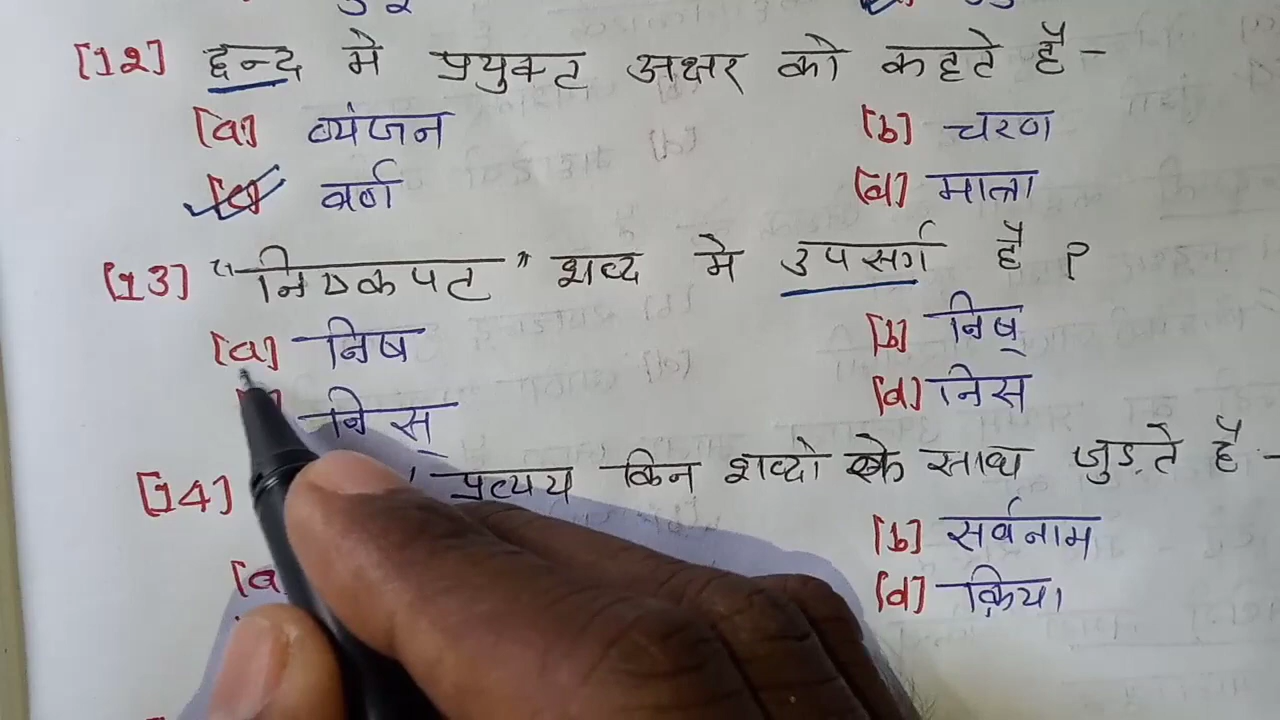 [12] छन्द मे प्रयुक्ट अक्षर को कहते है -
[a] व्यंजन [b] चरण
[c] वर्ण [d] मात्रा
[13] "निष्कपट" शब्द मे उपसर्ग है ?
[a] निष [b] निष्
निस् [d] निस
[14] प्रत्यय किन शब्दो के साथ जुड़ते है -
[a [b] सर्वनाम
[d] क्रिया